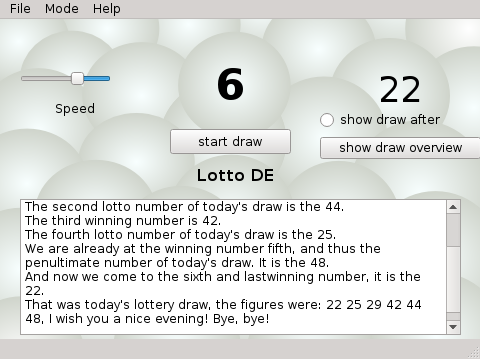 File Mode Help
6
22
Speed
show draw after
start draw
show draw overview
Lotto DE
The second lotto number of today's draw is the 44.
The third winning number is 42.
The fourth lotto number of today's draw is the 25.
We are already at the winning number fifth, and thus the
penultimate number of today's draw. It is the 48.
And now we come to the sixth and lastwinning number, it is the
22.
That was today's lottery draw, the figures were: 22 25 29 42 44
48, I wish you a nice evening! Bye, bye!